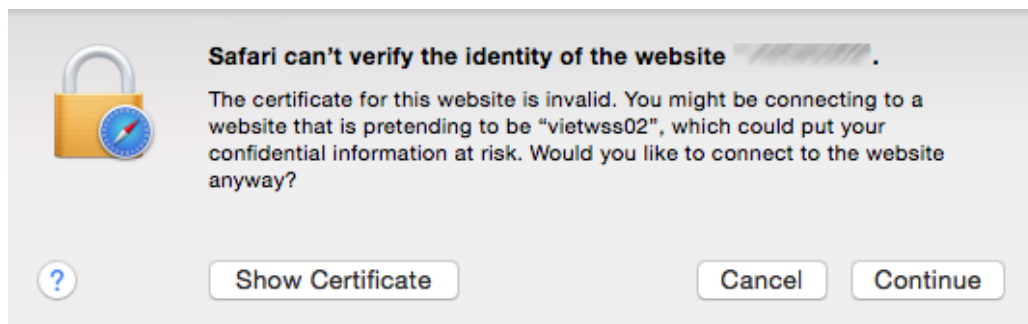 Safari can't verify the identity of the website .
The certificate for this website is invalid. You might be connecting to a
website that is pretending to be “vietwss02”, which could put your
confidential information at risk. Would you like to connect to the website
anyway?
?
Show Certificate
Cancel
Continue